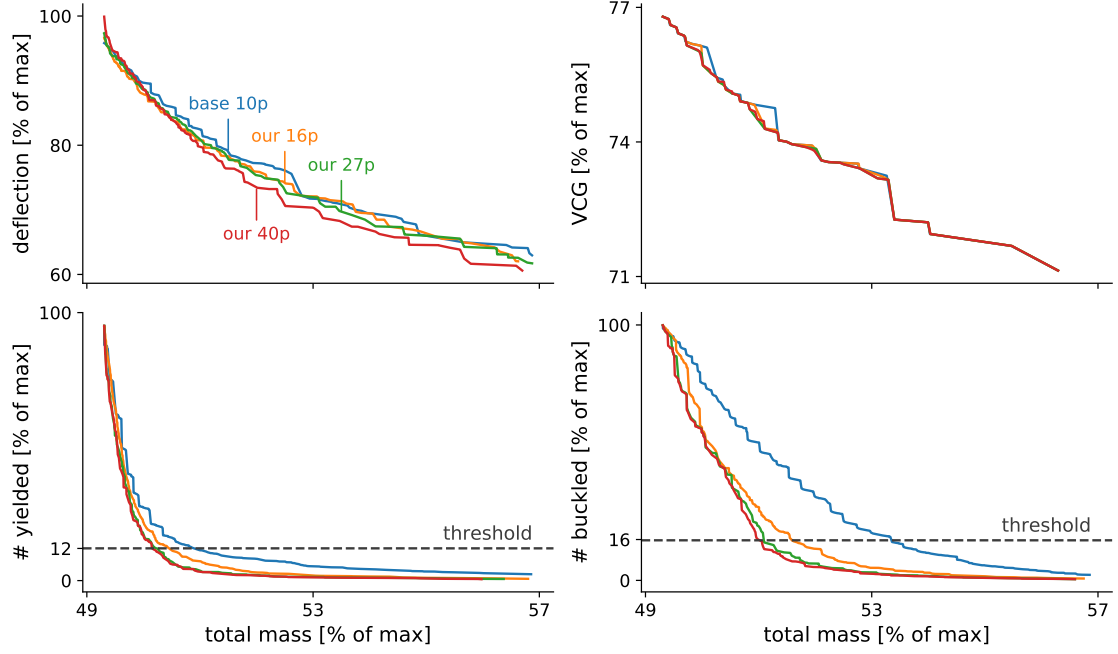 deflection [% of max]
100
80
60
base 10p
our 16p
our 27p
our 40p
VCG [% of max]
77
74
71
# yielded [% of max]
100
12
0
threshold
49
53
57
total mass [% of max]
# buckled [% of max]
100
16
0
threshold
49
53
57
total mass [% of max]